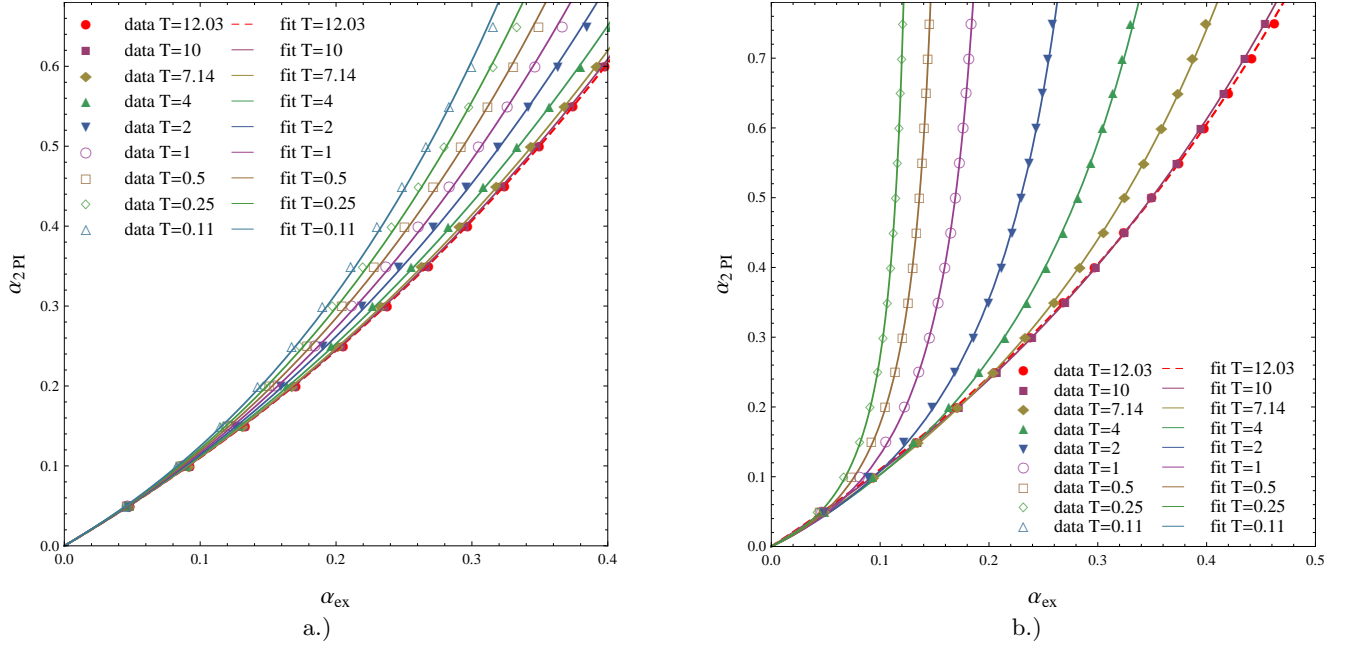 α2 PI
0.6
0.5
0.4
0.3
0.2
0.1
0.0
data T=12.03 fit T=12.03
data T=10 fit T=10
data T=7.14 fit T=7.14
data T=4 fit T=4
data T=2 fit T=2
data T=1 fit T=1
data T=0.5 fit T=0.5
data T=0.25 fit T=0.25
data T=0.11 fit T=0.11
0.0 0.1 0.2 0.3 0.4
αex
a.)
α2 PI
0.7
0.6
0.5
0.4
0.3
0.2
0.1
0.0
data T=12.03 fit T=12.03
data T=10 fit T=10
data T=7.14 fit T=7.14
data T=4 fit T=4
data T=2 fit T=2
data T=1 fit T=1
data T=0.5 fit T=0.5
data T=0.25 fit T=0.25
data T=0.11 fit T=0.11
0.0 0.1 0.2 0.3 0.4 0.5
αex
b.)